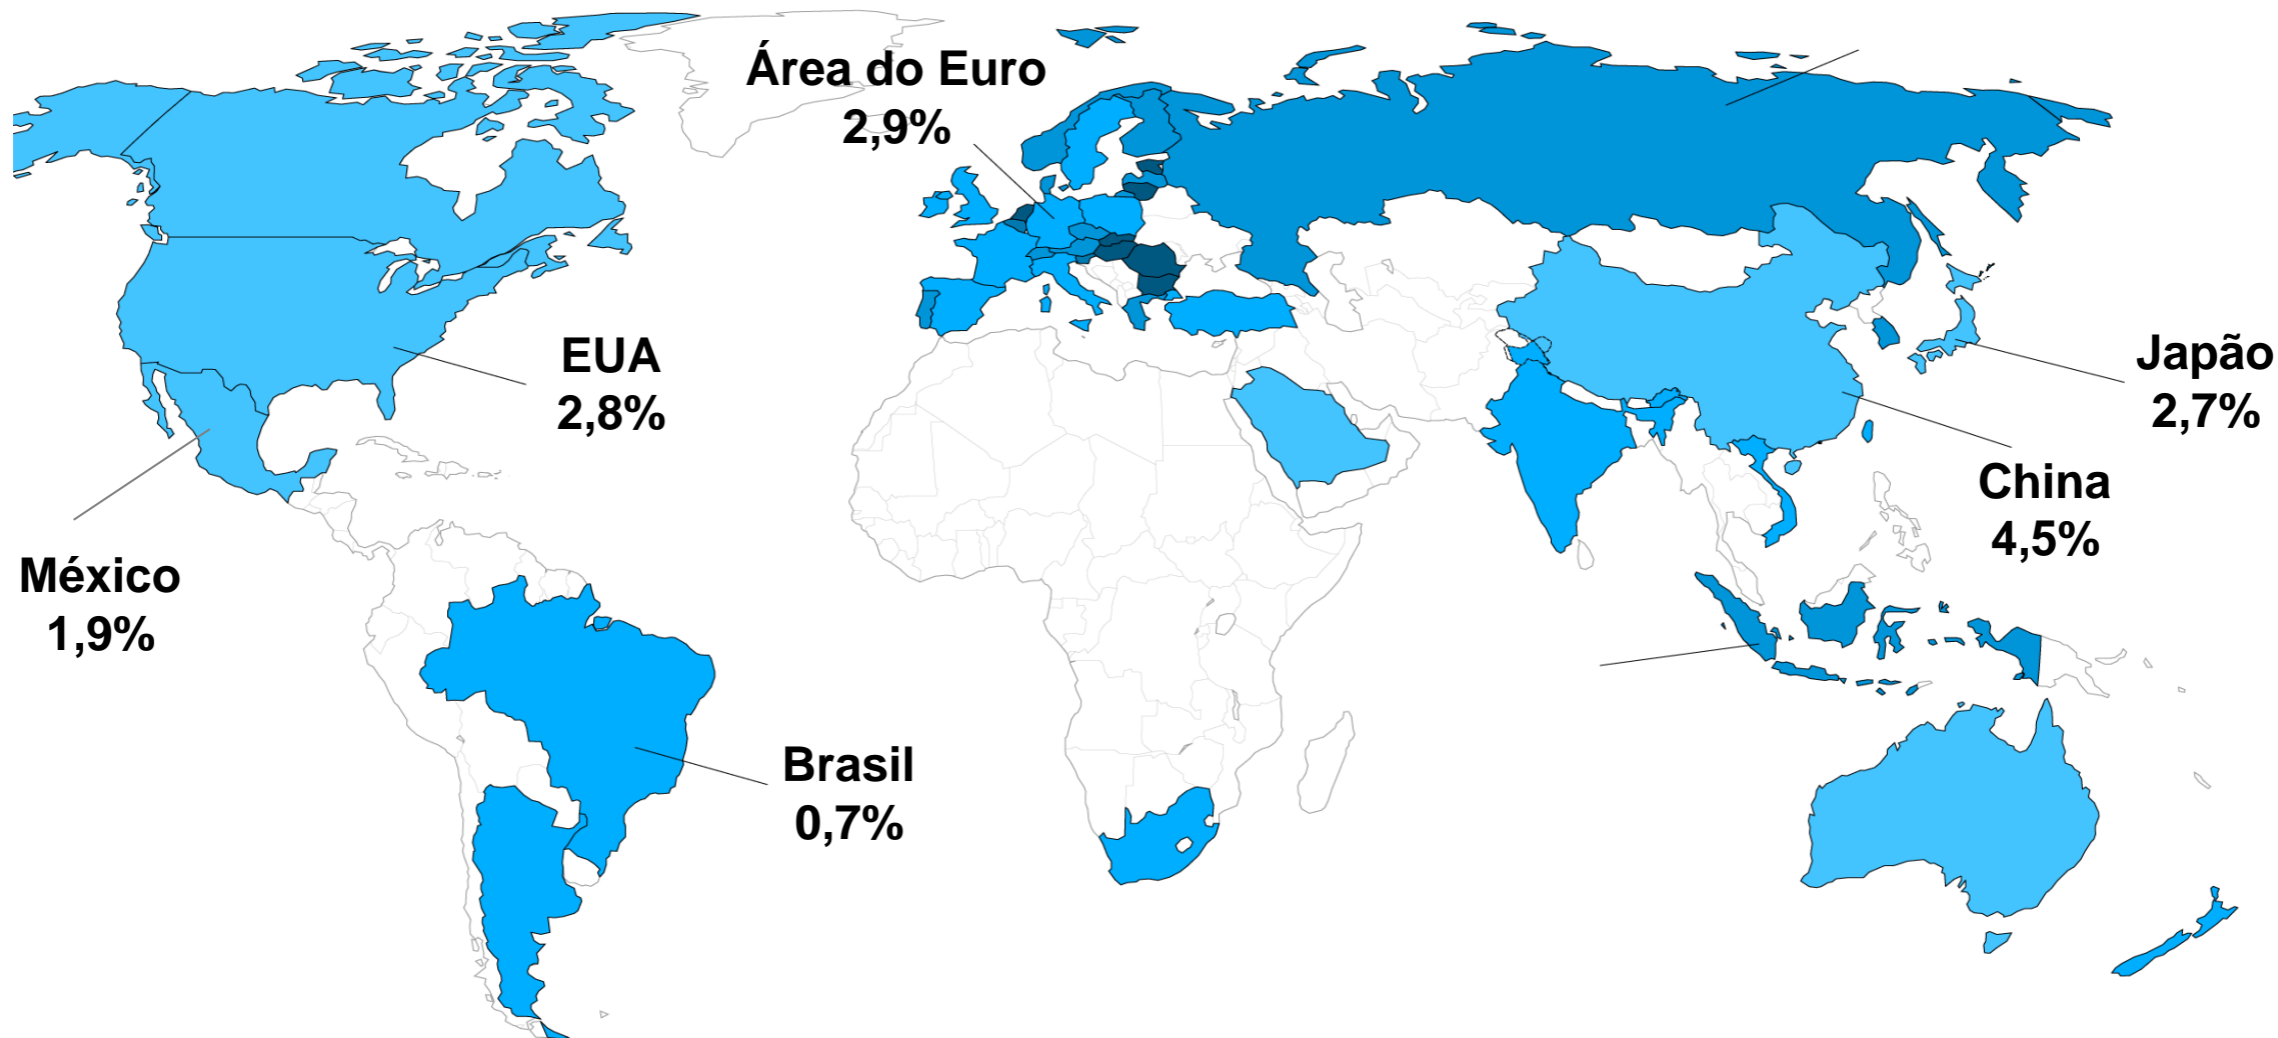 Área do Euro
2,9%
EUA
2,8%
Japão
2,7%
China
4,5%
México
1,9%
Brasil
0,7%